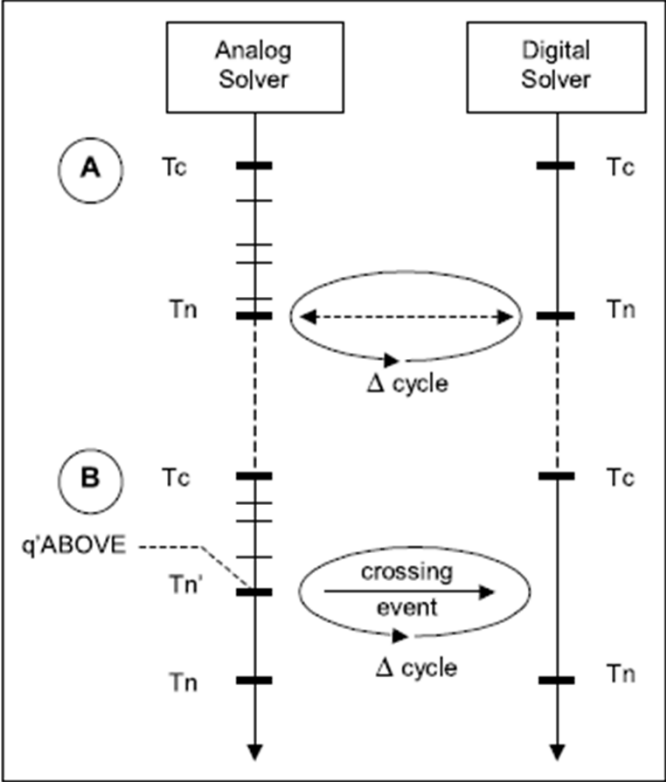 Analog
Solver
Digital
Solver
A
Tc
Tc
Tn
Tn
Δ cycle
B
Tc
Tc
q'ABOVE
crossing
Tn'
event
Δ cycle
Tn
Tn